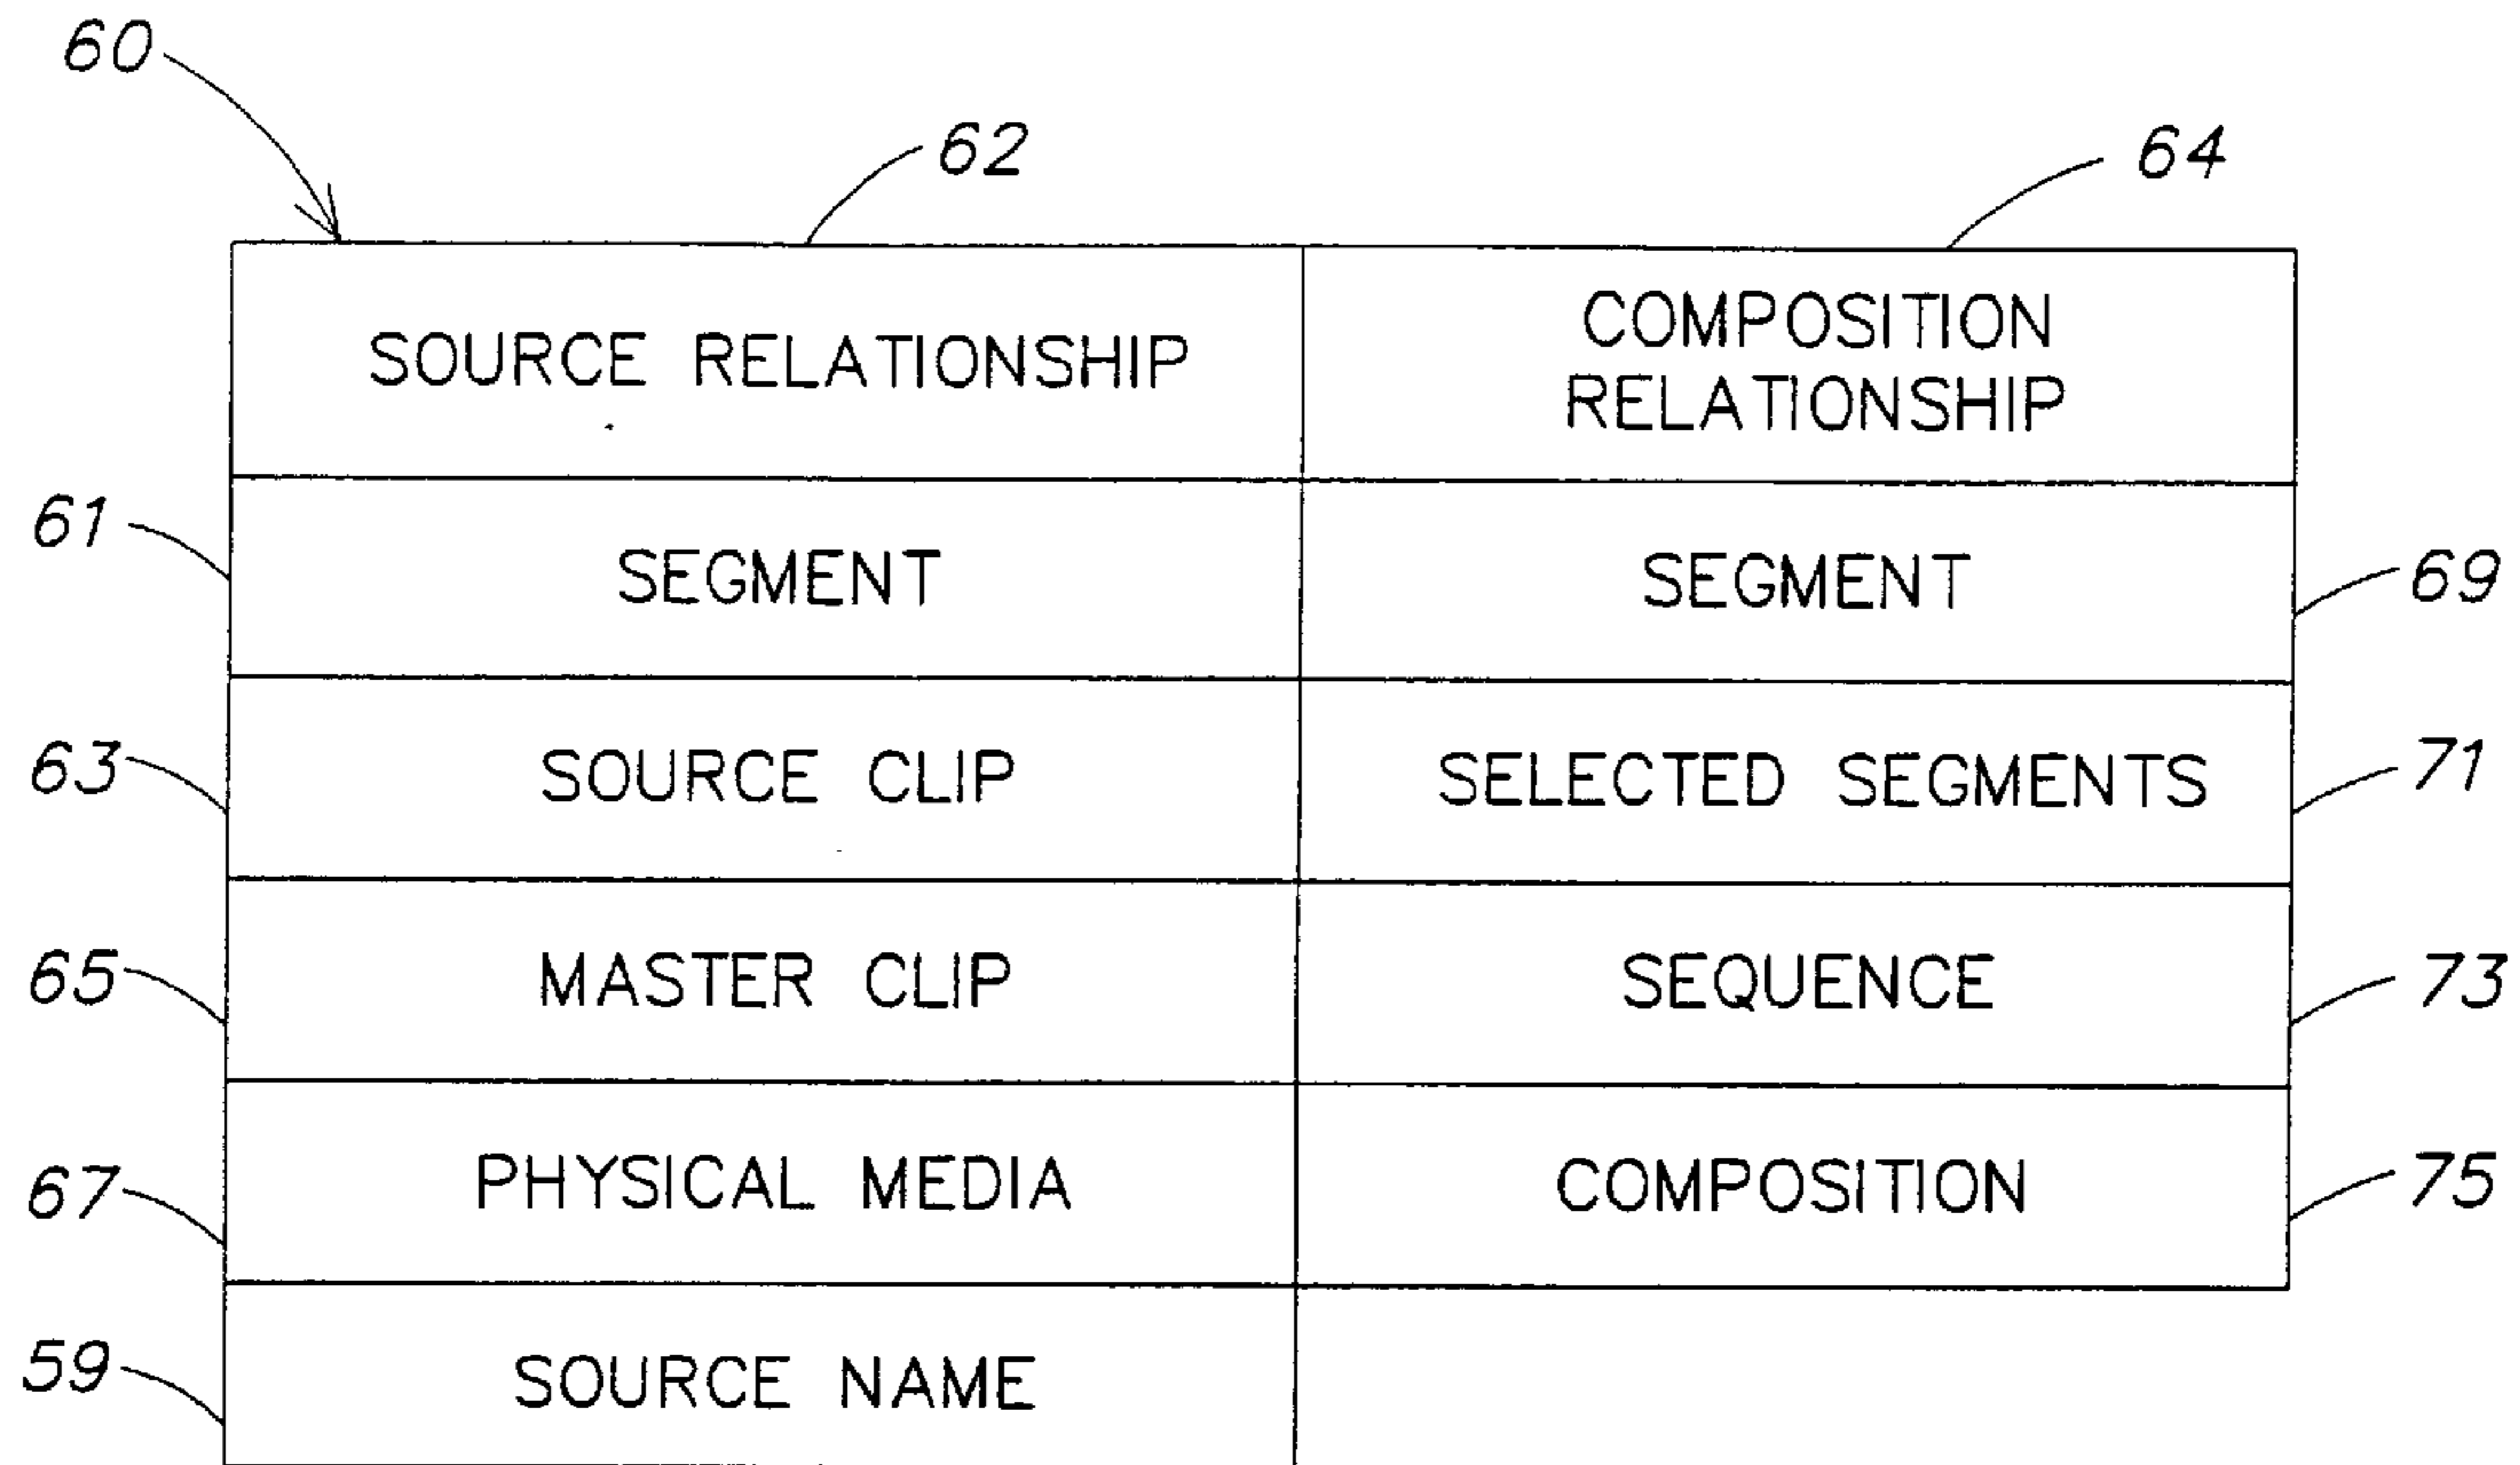 60
62
64
SOURCE RELATIONSHIP
COMPOSITION
RELATIONSHIP
61
SEGMENT
SEGMENT
69
63
SOURCE CLIP
SELECTED SEGMENTS
71
65
MASTER CLIP
SEQUENCE
73
67
PHYSICAL MEDIA
COMPOSITION
75
59
SOURCE NAME